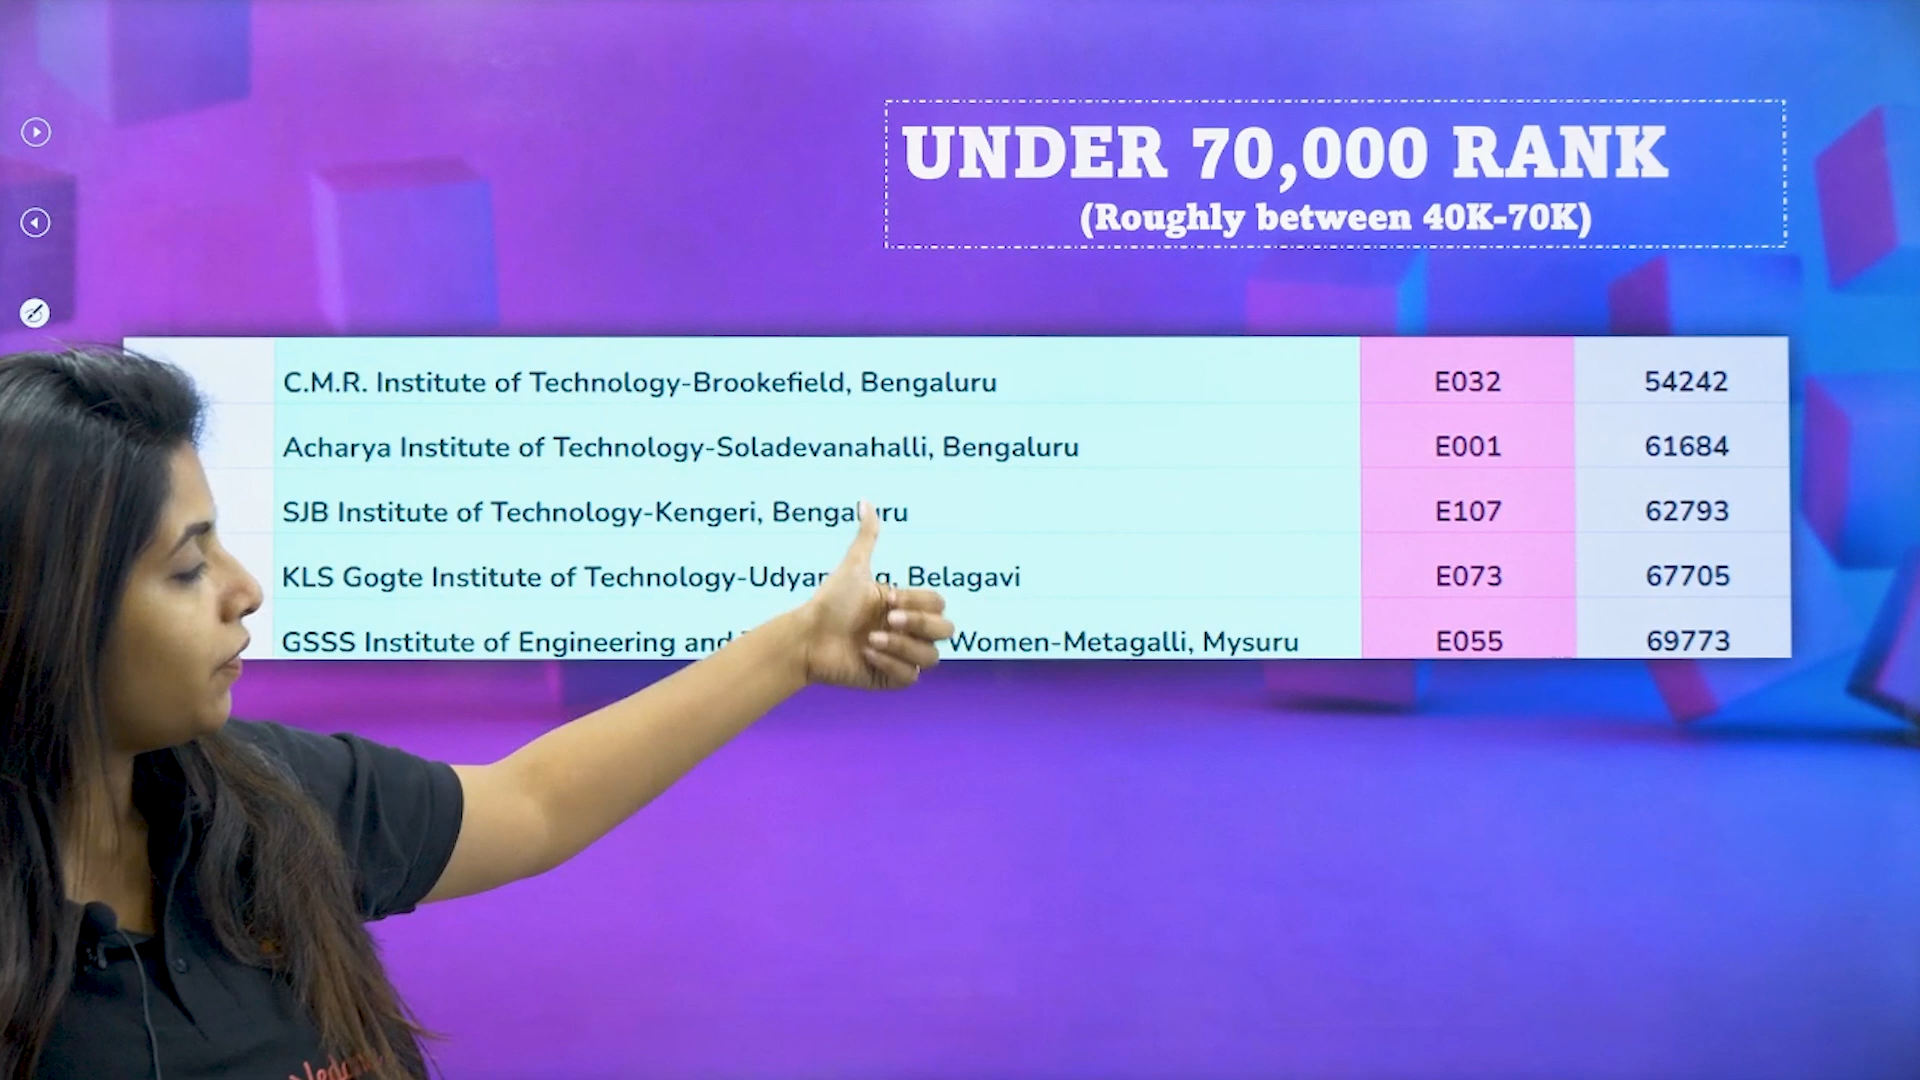 UNDER 70,000 RANK
(Roughly between 40K-70K)
C.M.R. Institute of Technology-Brookefield, Bengaluru E032 54242
Acharya Institute of Technology-Soladevanahalli, Bengaluru E001 61684
SJB Institute of Technology-Kengeri, Bengaluru E107 62793
KLS Gogte Institute of Technology- Belagavi E073 67705
GSSS Institute of Engineering and Women-Metagalli, Mysuru E055 69773